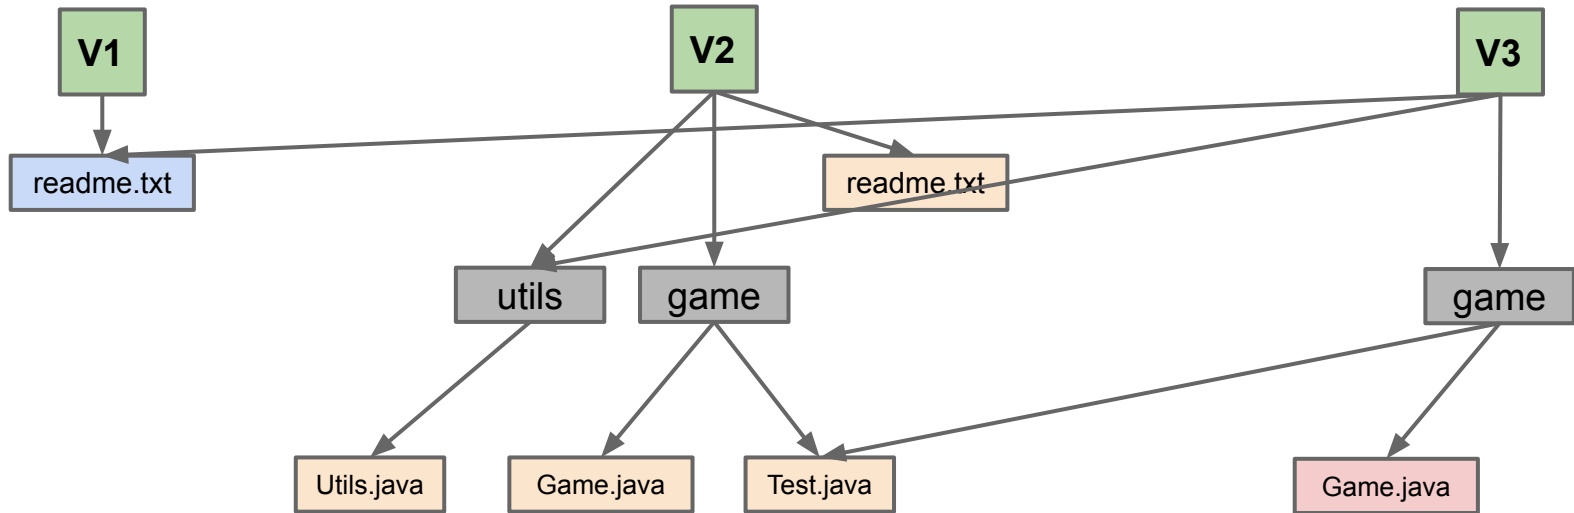 V1
V2
V3
readme.txt
readme.txt
utils
game
game
Utils.java
Game.java
Test.java
Game.java